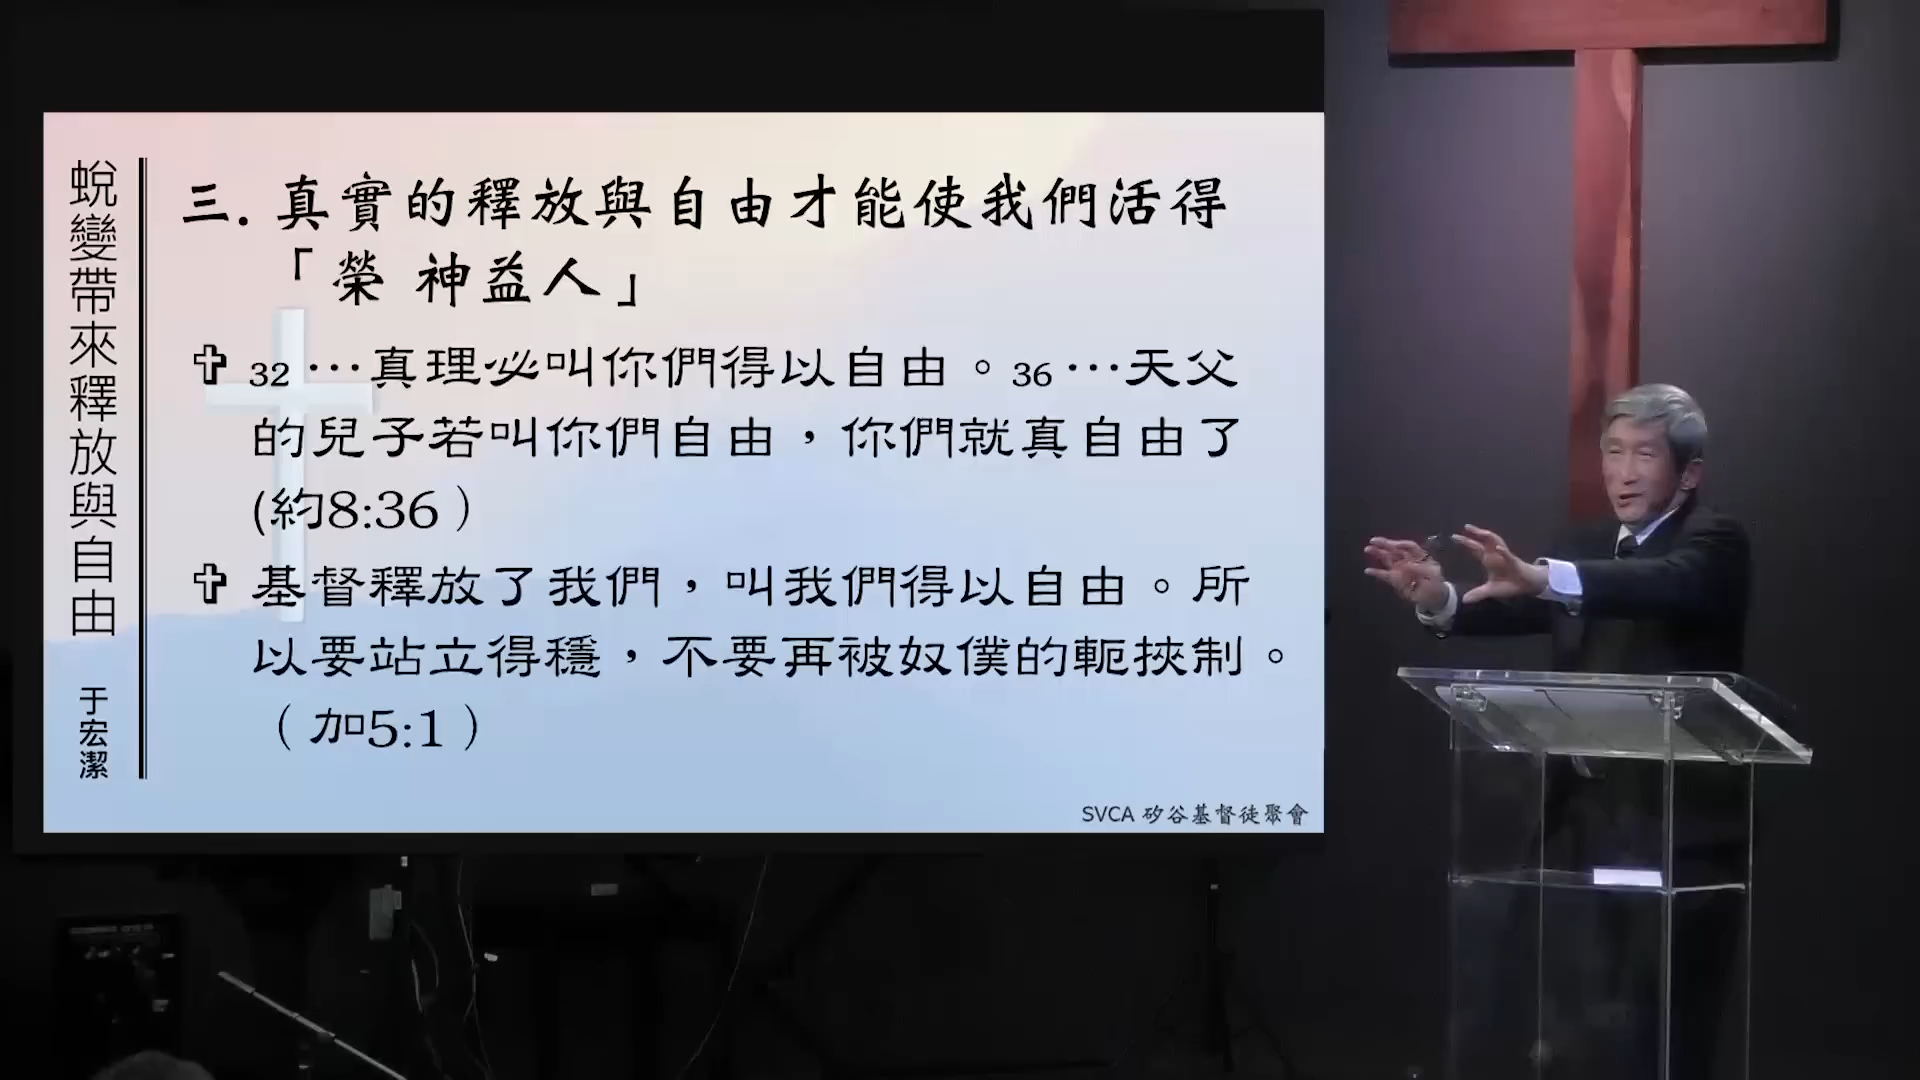 蛻變帶來釋放與自由 于宏潔
三. 真實的釋放與自由才能使我們活得
「榮 神益人」
32 …真理必叫你們得以自由。36 …天父
的兒子若叫你們自由，你們就真自由了
(約8:36）
基督釋放了我們，叫我們得以自由。所
以要站立得穩，不要再被奴僕的軛挾制。
（加5:1）
SVCA 矽谷基督徒聚會